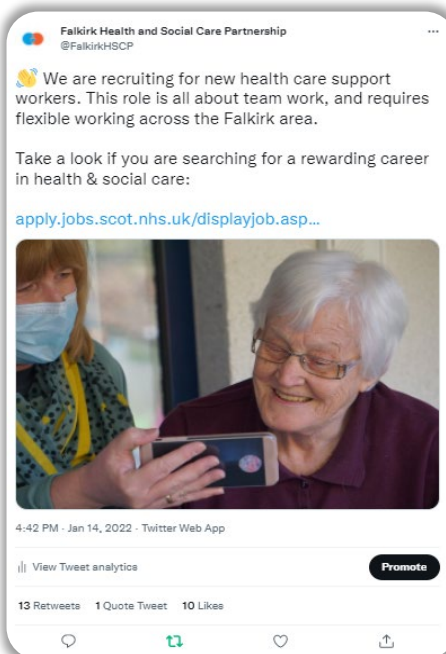 Falkirk Health and Social Care Partnership
@FalkirkHSCP
👋 We are recruiting for new health care support
workers. This role is all about team work, and requires
flexible working across the Falkirk area.
Take a look if you are searching for a rewarding career
in health & social care:
apply.jobs.scot.nhs.uk/displayjob.asp...
4:42 PM · Jan 14, 2022 · Twitter Web App
View Tweet analytics
Promote
13 Retweets 1 Quote Tweet 10 Likes